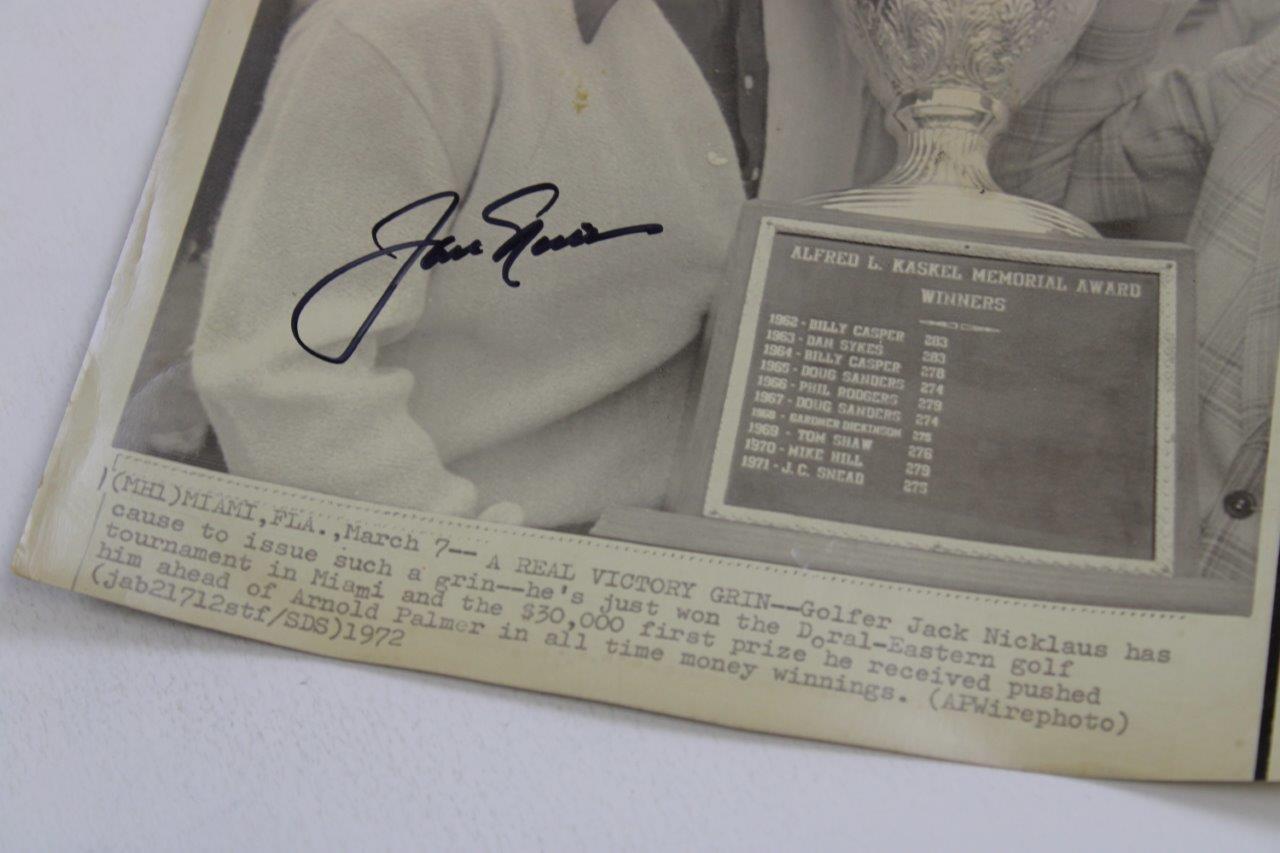 Jack Nicklaus
ALFRED L. KASKEL MEMORIAL AWARD
WINNERS
1962 - BILLY CASPER 283
1963 - DAN SYKES 283
1964 - BILLY CASPER 278
1965 - DOUG SANDERS 274
1966 - PHIL RODGERS 279
1967 - DOUG SANDERS 274
1968 - GARDNER DICKINSON 275
1969 - TOM SHAW 276
1970 - MIKE HILL 279
1971 - J.C. SNEAD 275
(MH1)MIAMI,FLA.,March 7-- A REAL VICTORY GRIN--Golfer Jack Nicklaus has
cause to issue such a grin--he's just won the Doral-Eastern golf
tournament in Miami and the $30,000 first prize he received pushed
him ahead of Arnold Palmer in all time money winnings. (APWirephoto)
(Jab21712stf/SDS)1972